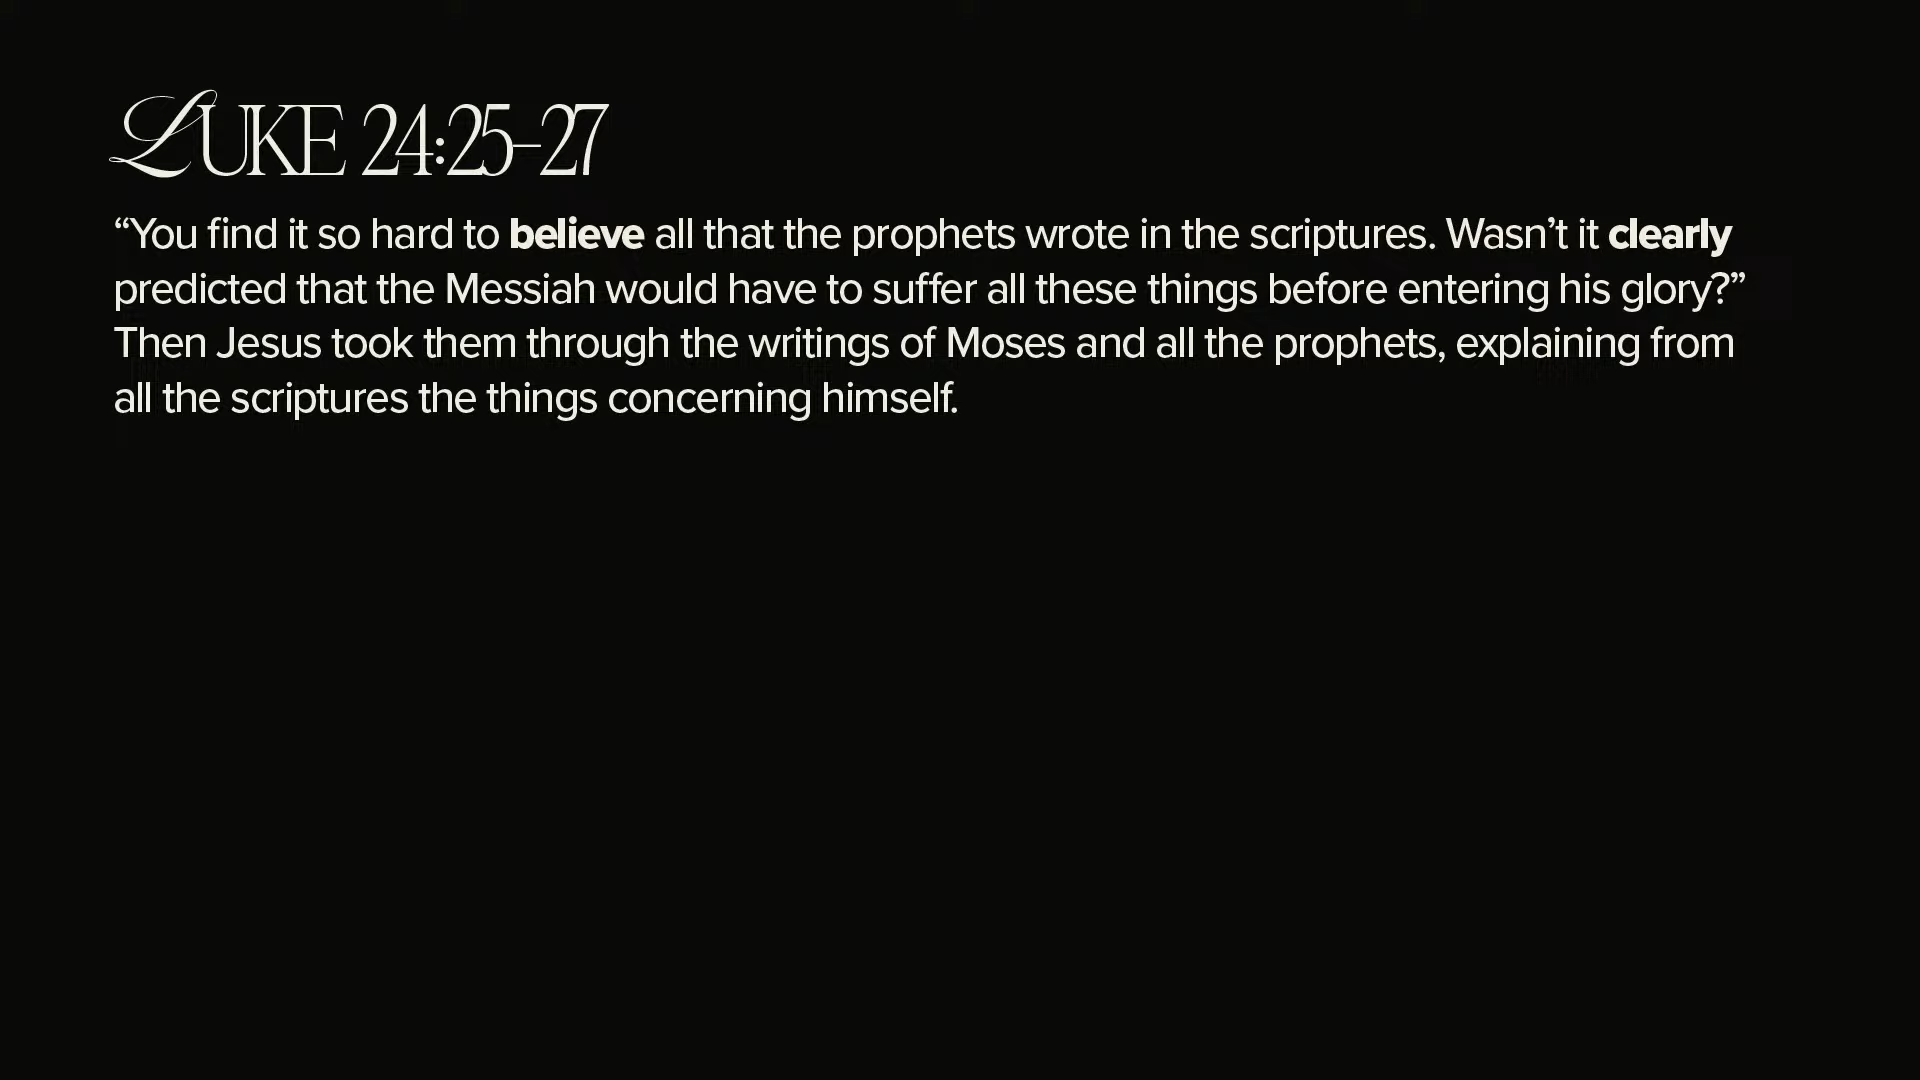 LUKE 24:25–27
“You find it so hard to believe all that the prophets wrote in the scriptures. Wasn’t it clearly
predicted that the Messiah would have to suffer all these things before entering his glory?”
Then Jesus took them through the writings of Moses and all the prophets, explaining from
all the scriptures the things concerning himself.